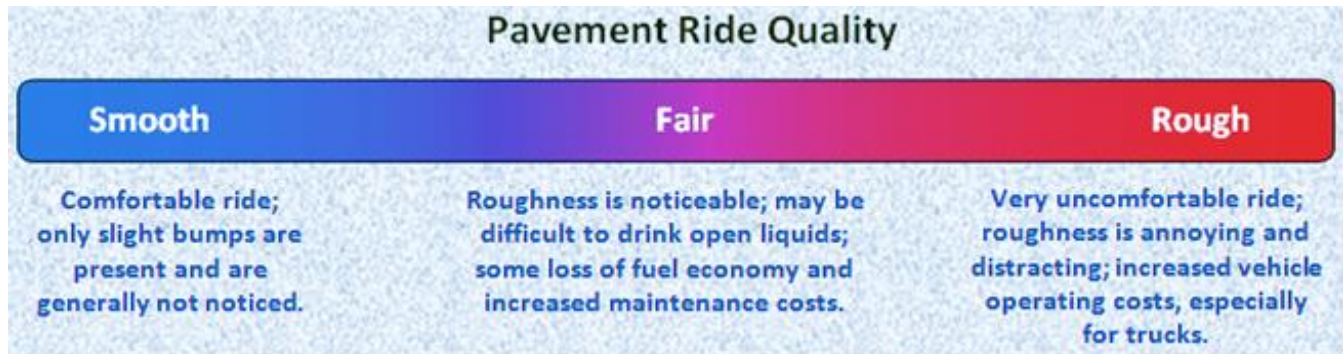 Pavement Ride Quality
Smooth
Fair
Rough
Comfortable ride;
only slight bumps are
present and are
generally not noticed.
Roughness is noticeable; may be
difficult to drink open liquids;
some loss of fuel economy and
increased maintenance costs.
Very uncomfortable ride;
roughness is annoying and
distracting; increased vehicle
operating costs, especially
for trucks.